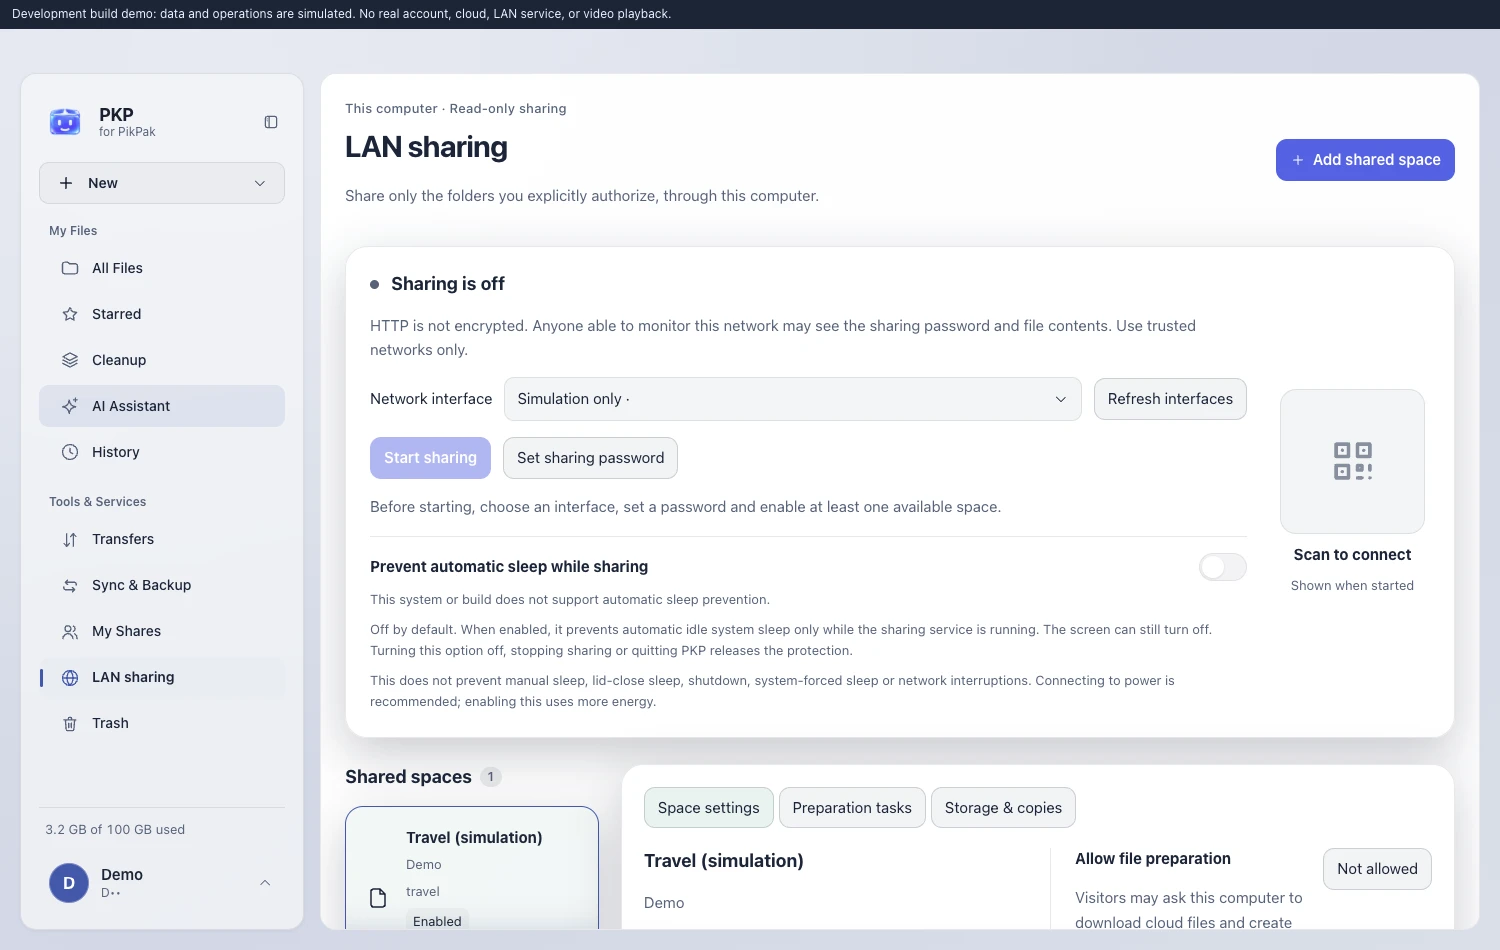 Development build demo: data and operations are simulated. No real account, cloud, LAN service, or video playback.
PKP
for PikPak
New
My Files
All Files
Starred
Cleanup
AI Assistant
History
Tools & Services
Transfers
Sync & Backup
My Shares
LAN sharing
Trash
3.2 GB of 100 GB used
D
Demo
D••
This computer · Read-only sharing
LAN sharing
Share only the folders you explicitly authorize, through this computer.
Add shared space
Sharing is off
HTTP is not encrypted. Anyone able to monitor this network may see the sharing password and file contents. Use trusted
networks only.
Network interface
Simulation only ·
Refresh interfaces
Start sharing
Set sharing password
Before starting, choose an interface, set a password and enable at least one available space.
Prevent automatic sleep while sharing
This system or build does not support automatic sleep prevention.
Off by default. When enabled, it prevents automatic idle system sleep only while the sharing service is running. The screen can still turn off.
Turning this option off, stopping sharing or quitting PKP releases the protection.
This does not prevent manual sleep, lid-close sleep, shutdown, system-forced sleep or network interruptions. Connecting to power is
recommended; enabling this uses more energy.
Scan to connect
Shown when started
Shared spaces 1
Travel (simulation)
Demo
travel
Enabled
Space settings
Preparation tasks
Storage & copies
Travel (simulation)
Demo
Allow file preparation
Visitors may ask this computer to
download cloud files and create
Not allowed